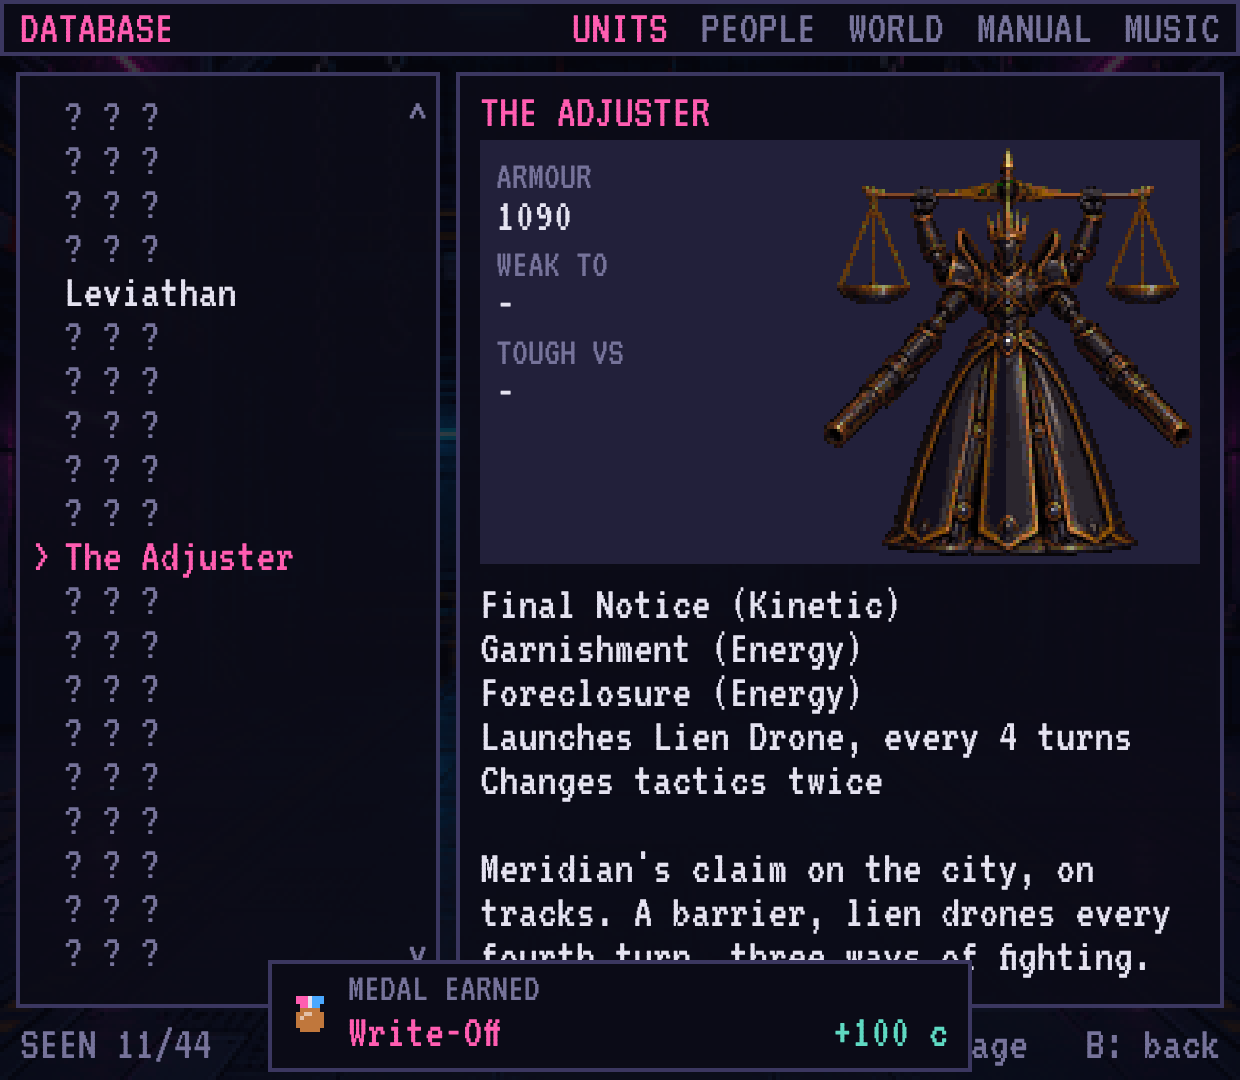 DATABASE UNITS PEOPLE WORLD MANUAL MUSIC
? ? ?
? ? ?
? ? ?
? ? ?
Leviathan
? ? ?
? ? ?
? ? ?
? ? ?
? ? ?
> The Adjuster
? ? ?
? ? ?
? ? ?
? ? ?
? ? ?
? ? ?
? ? ?
? ? ?
? ? ?
THE ADJUSTER
ARMOUR
1090
WEAK TO
-
TOUGH VS
-
Final Notice (Kinetic)
Garnishment (Energy)
Foreclosure (Energy)
Launches Lien Drone, every 4 turns
Changes tactics twice
Meridian's claim on the city, on
tracks. A barrier, lien drones every
fourth turn, three ways of fighting.
MEDAL EARNED
Write-Off +100 c
SEEN 11/44
age B: back